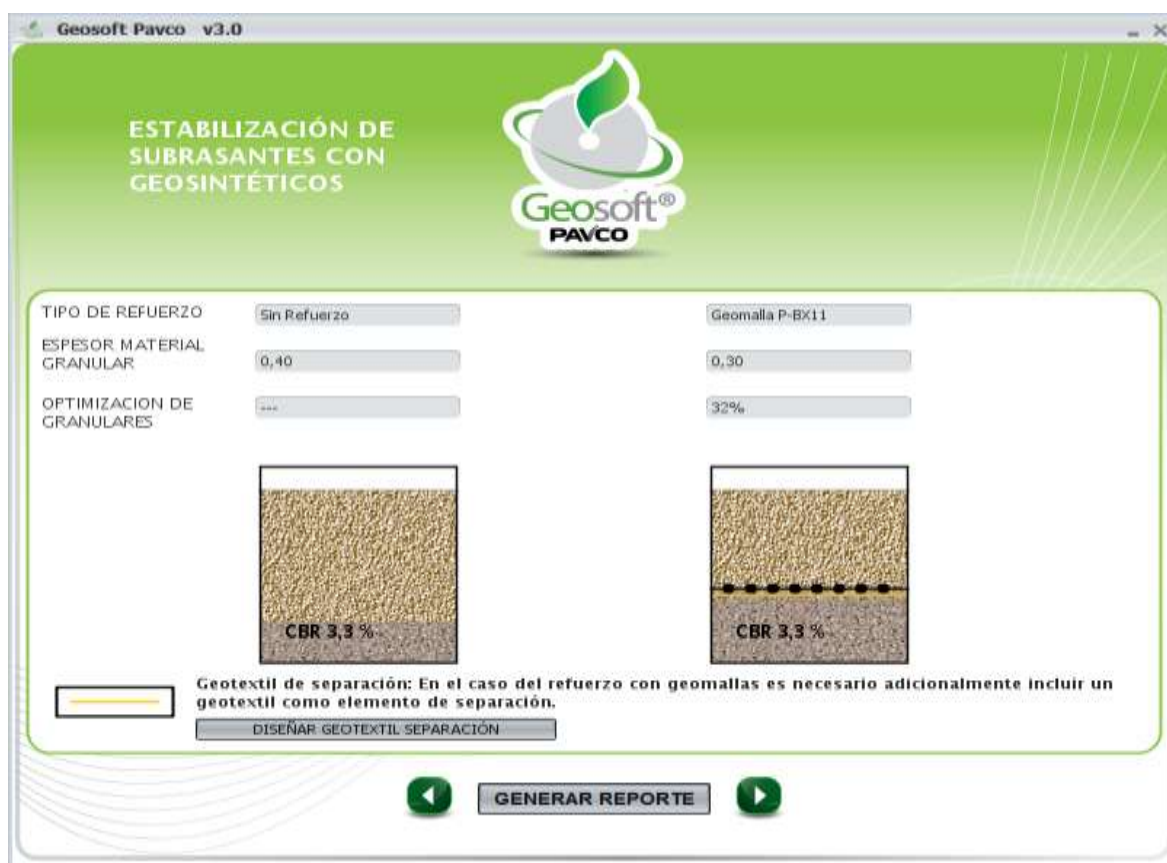 Geosoft Pavco v3.0
ESTABILIZACIÓN DE
SUBRASANTES CON
GEOSINTÉTICOS
Geosoft®
PAVCO
TIPO DE REFUERZO
Sin Refuerzo
Geomalla P-BX11
ESPESOR MATERIAL
GRANULAR
0,40
0,30
OPTIMIZACION DE
GRANULARES
---
32%
CBR 3,3 %
CBR 3,3 %
Geotextil de separación: En el caso del refuerzo con geomallas es necesario adicionalmente incluir un
geotextil como elemento de separación.
DISEÑAR GEOTEXTIL SEPARACIÓN
GENERAR REPORTE